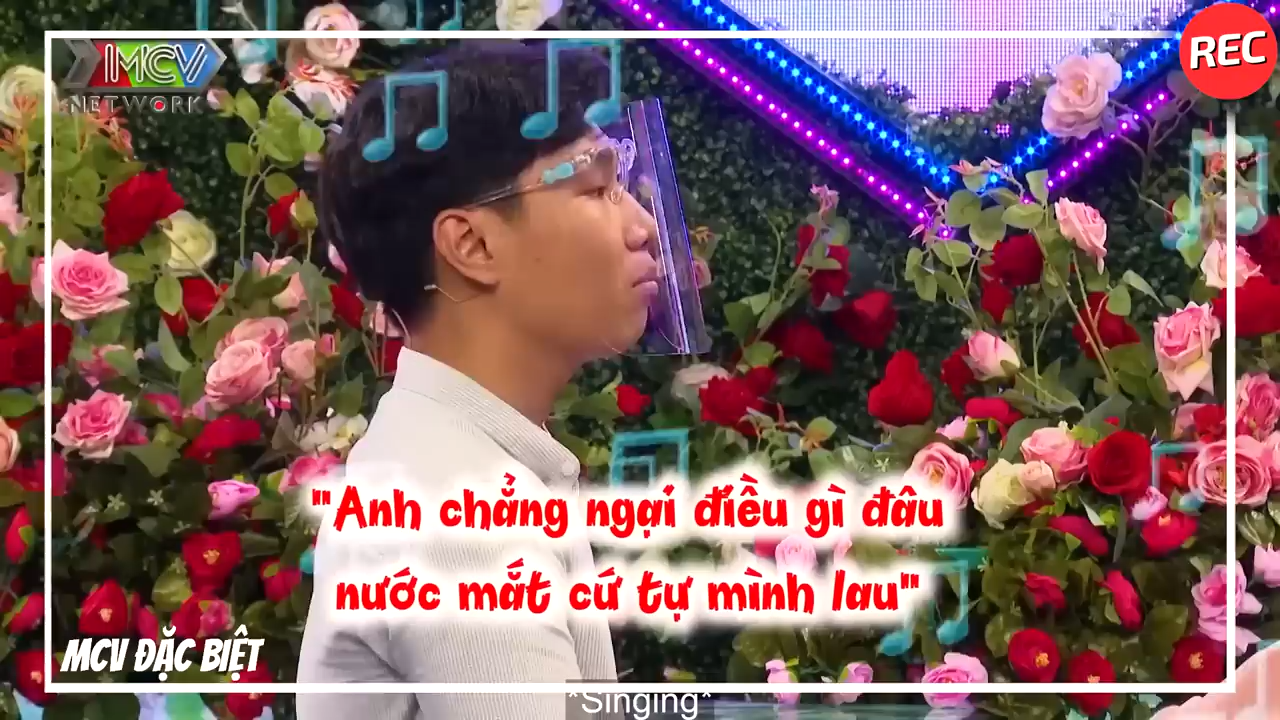 MCV
NETWORK
REC
"Anh chẳng ngại điều gì đâu
nước mắt cứ tự mình lau"
MCV ĐẶC BIỆT
*Singing*